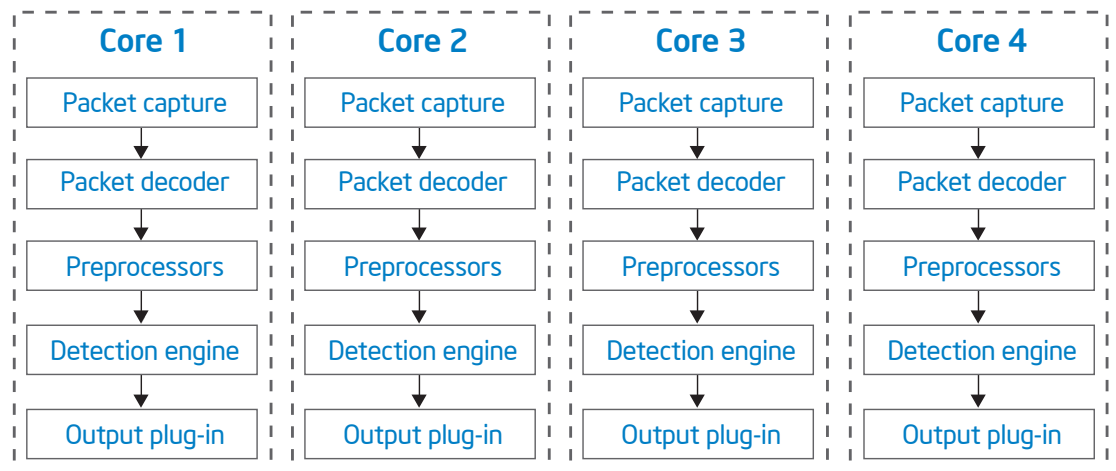 Core 1
Packet capture
Packet decoder
Preprocessors
Detection engine
Output plug-in
Core 2
Packet capture
Packet decoder
Preprocessors
Detection engine
Output plug-in
Core 3
Packet capture
Packet decoder
Preprocessors
Detection engine
Output plug-in
Core 4
Packet capture
Packet decoder
Preprocessors
Detection engine
Output plug-in